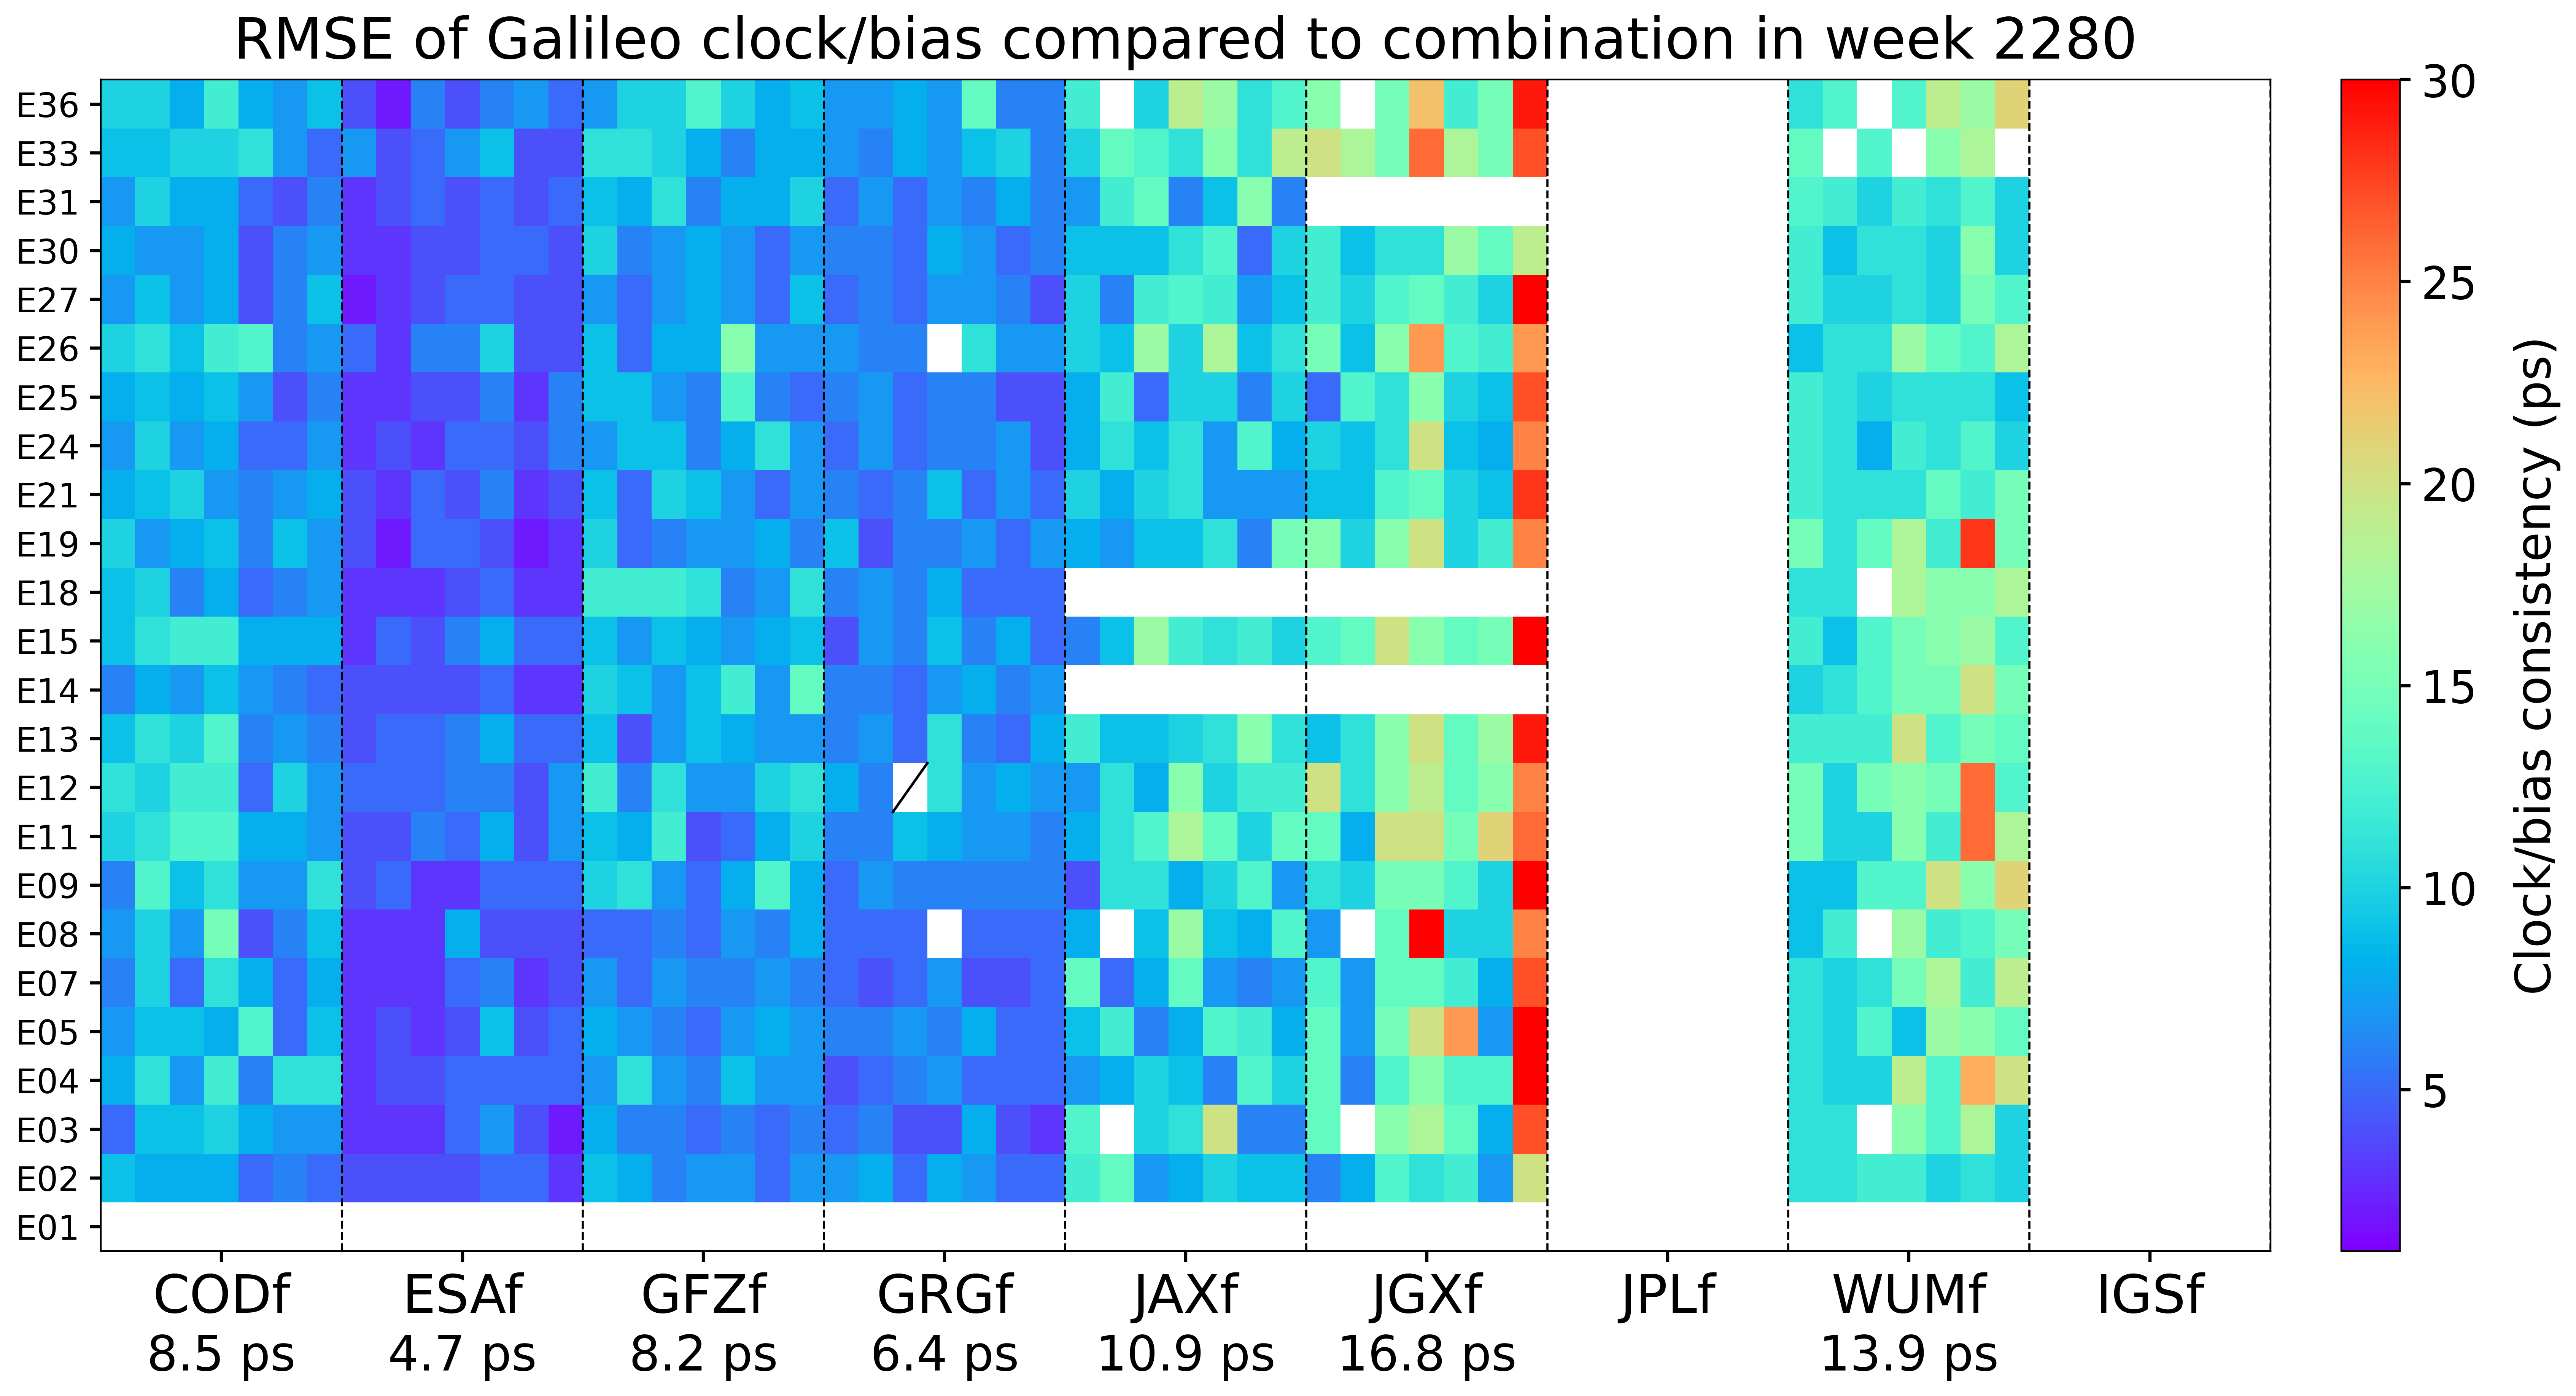 RMSE of Galileo clock/bias compared to combination in week 2280
E36
E33
E31
E30
E27
E26
E25
E24
E21
E19
E18
E15
E14
E13
E12
E11
E09
E08
E07
E05
E04
E03
E02
E01
CODf ESAf GFZf GRGf JAXf JGXf JPLf WUMf IGSf
8.5 ps 4.7 ps 8.2 ps 6.4 ps 10.9 ps 16.8 ps 13.9 ps
30
25
20
15
10
5
Clock/bias consistency (ps)